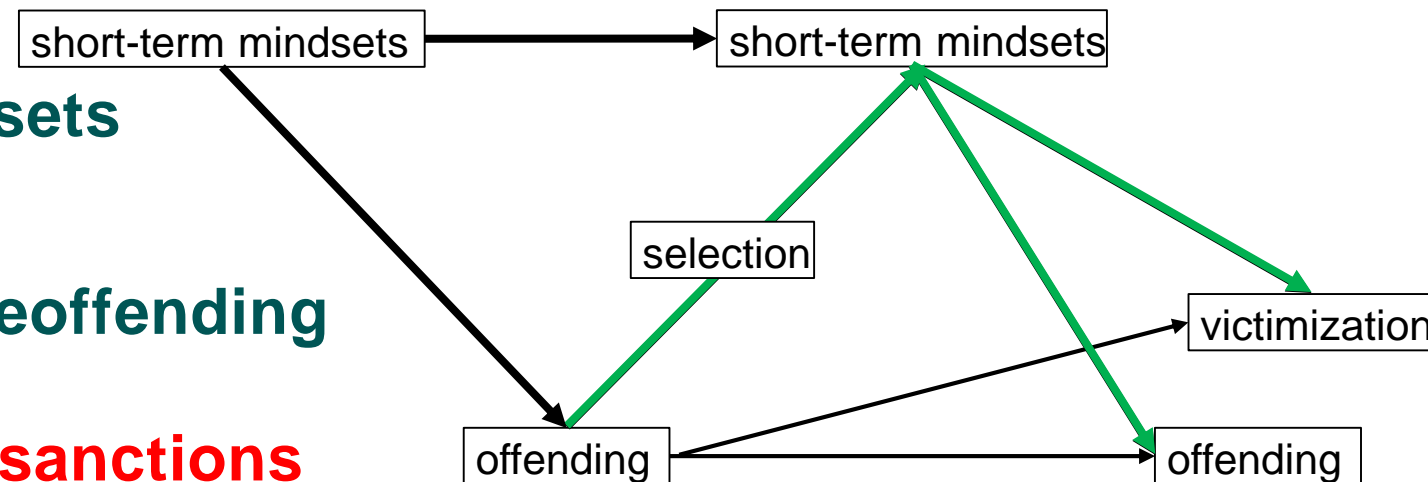 short-term mindsets
short-term mindsets
sets
selection
eoffending
victimization
sanctions
offending
offending